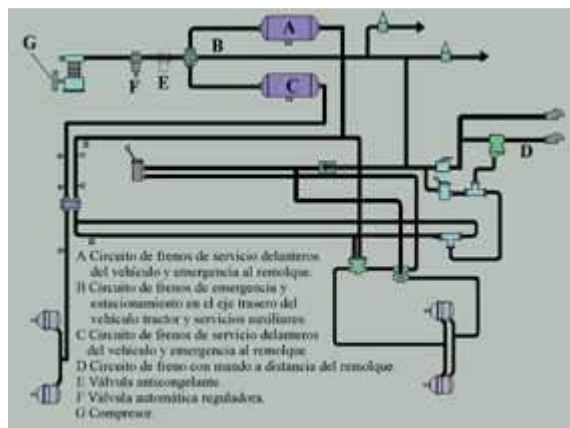 A
G
B
F
E
C
D
A Circuito de frenos de servicio delanteros
del vehículo y emergencia al remolque.
B Circuito de frenos de emergencia y
estacionamiento en el eje trasero del
vehículo tractor y servicios auxiliares.
C Circuito de frenos de servicio delanteros
del vehículo y emergencia al remolque
D Circuito de freno con mando a distancia del remolque.
E Válvula anticongelante.
F Válvula automática reguladora.
G Compresor.